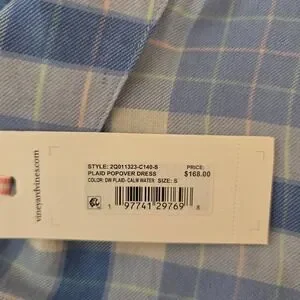 vineyardvines.com
STYLE: 2Q011323-C140-S
PLAID POPOVER DRESS
COLOR: DW PLAID- CALM WATER SIZE: S
PRICE:
$168.00
1 97741 29769 8